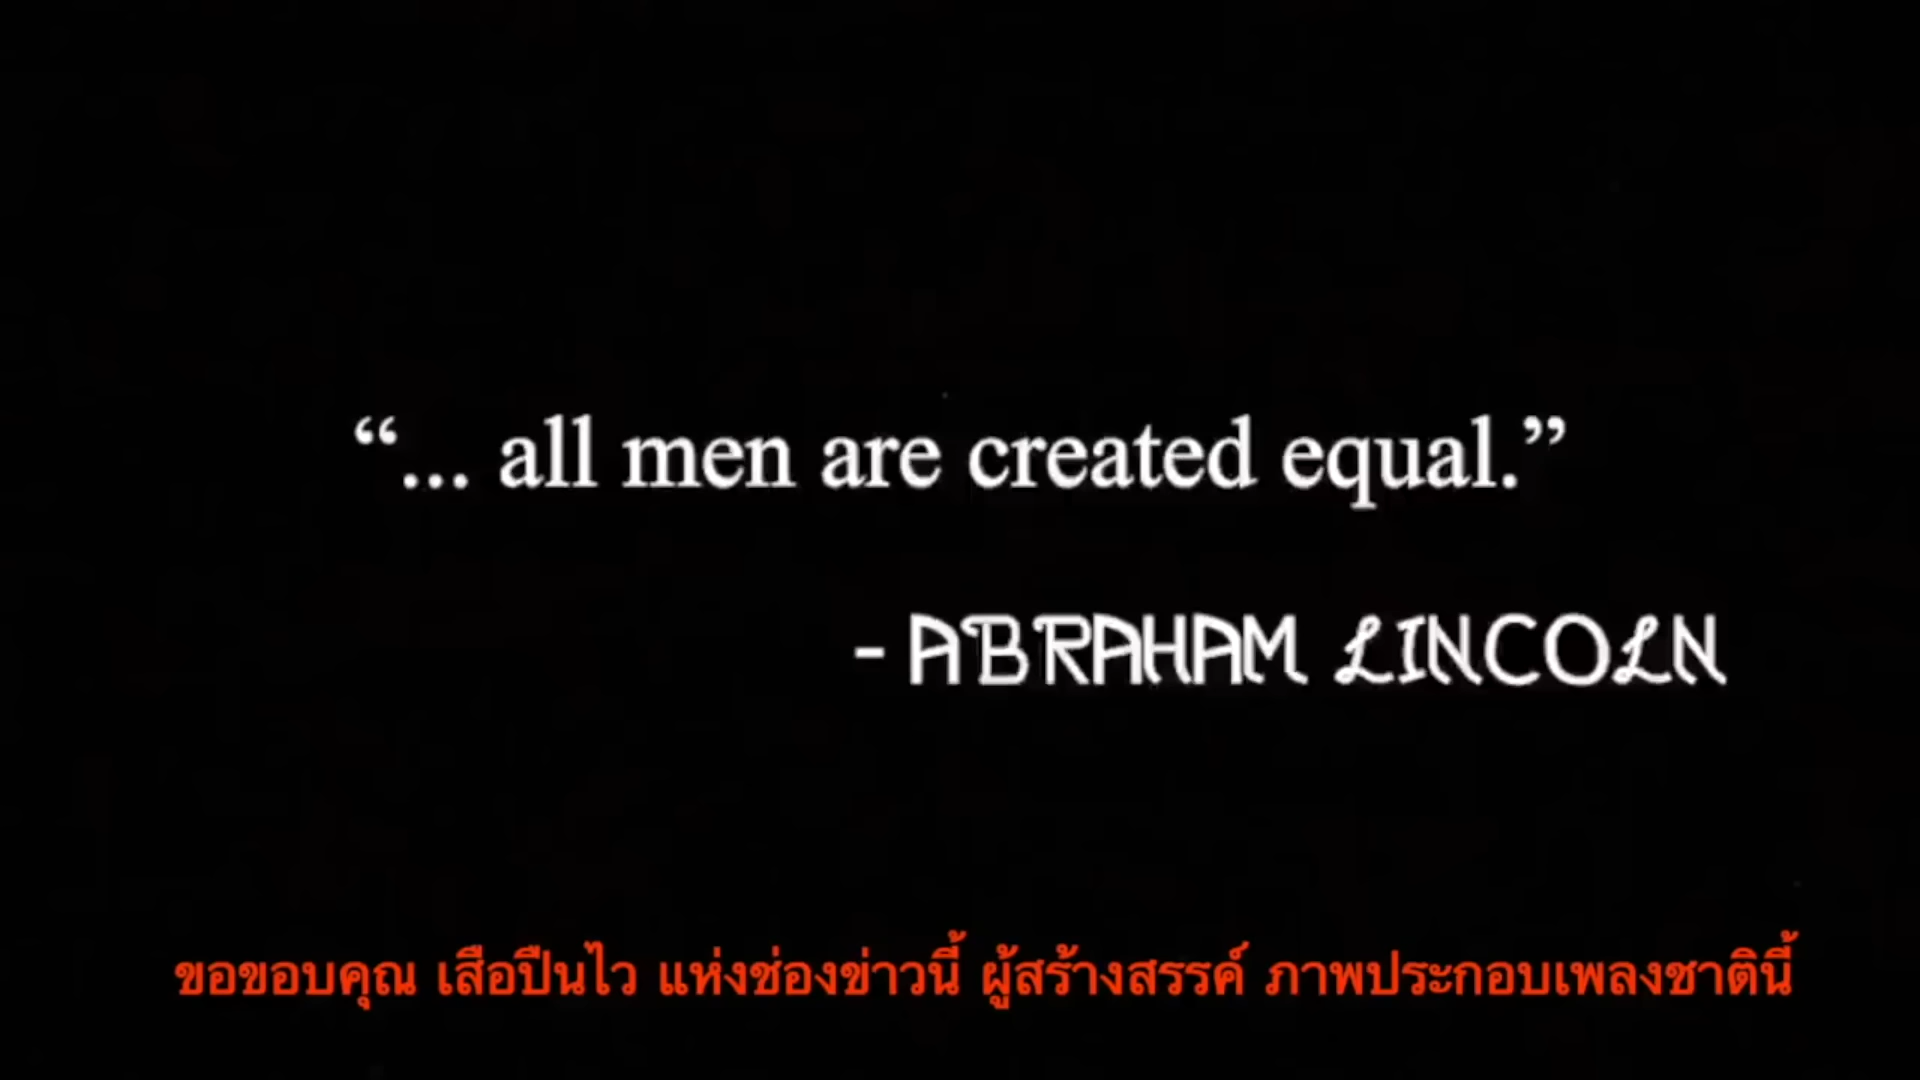 “... all men are created equal.”
- ABRAHAM LINCOLN
ขอขอบคุณ เสือปืนไว แห่งช่องข่าวนี้ ผู้สร้างสรรค์ ภาพประกอบเพลงชาตินี้